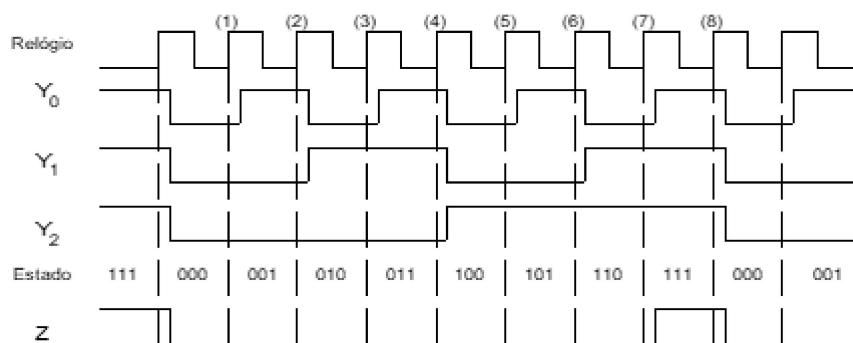 (1) (2) (3) (4) (5) (6) (7) (8)
Relógio
Y0
Y1
Y2
Estado 111 000 001 010 011 100 101 110 111 000 001
Z